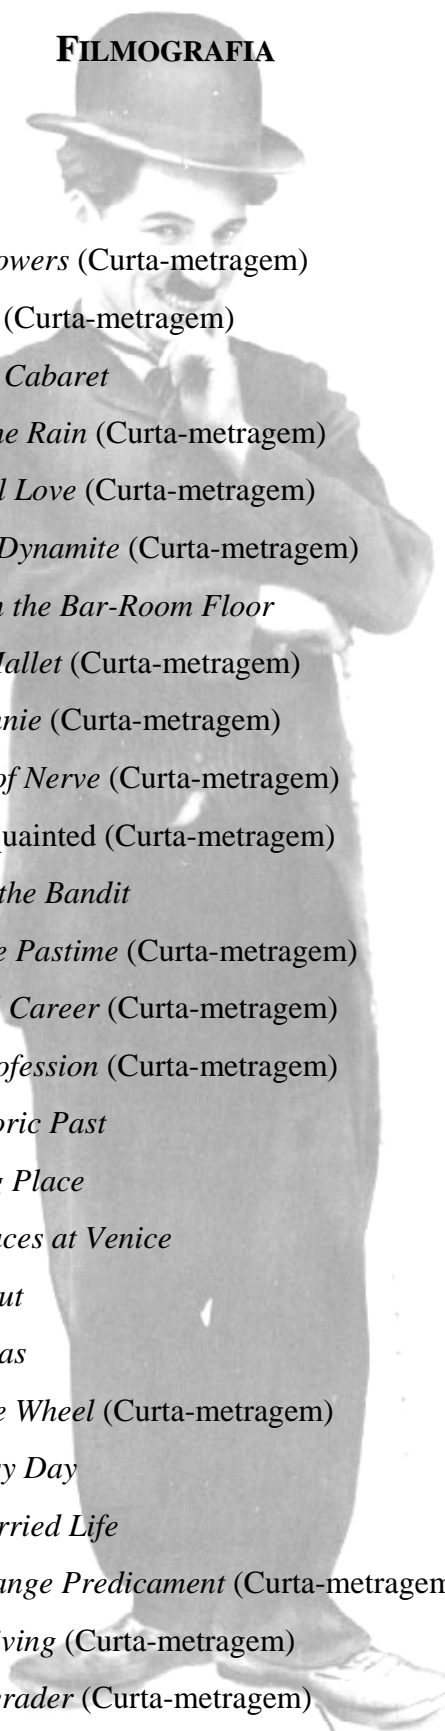 FILMOGRAFIA
owers (Curta-metragem)
(Curta-metragem)
Cabaret
he Rain (Curta-metragem)
l Love (Curta-metragem)
Dynamite (Curta-metragem)
n the Bar-Room Floor
Mallet (Curta-metragem)
nnie (Curta-metragem)
of Nerve (Curta-metragem)
quainted (Curta-metragem)
the Bandit
e Pastime (Curta-metragem)
Career (Curta-metragem)
ofession (Curta-metragem)
oric Past
g Place
aces at Venice
ut
as
e Wheel (Curta-metragem)
y Day
rried Life
ange Predicament (Curta-metragem
ving (Curta-metragem)
erader (Curta-metragem)